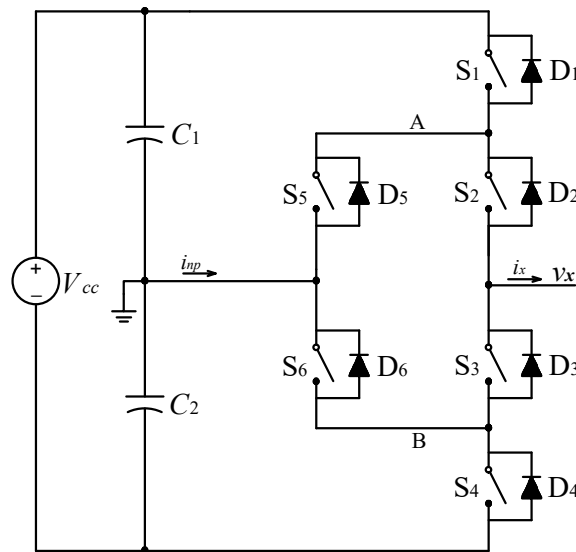 S1 D1
C1
A
S5 D5 S2 D2
inp
ix vx
+
−
Vcc
S6 D6 S3 D3
C2
B
S4 D4